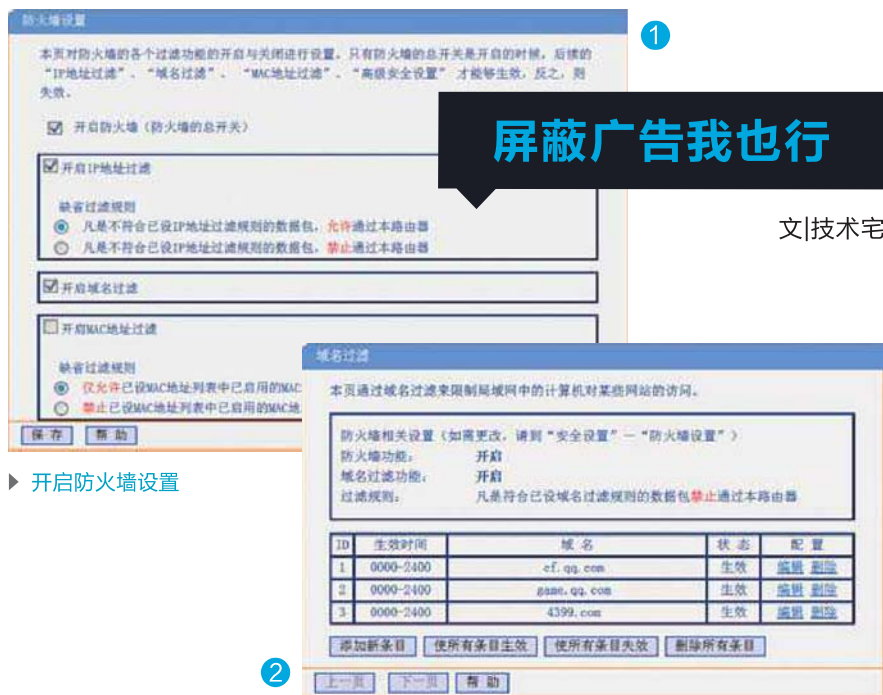 防火墙设置
本页对防火墙的各个过滤功能的开启与关闭进行设置。只有防火墙的总开关是开启的时候，后续的
“IP地址过滤”、“域名过滤”、“MAC地址过滤”、“高级安全设置”才能够生效，反之，则
失效。
开启防火墙（防火墙的总开关）
开启IP地址过滤
缺省过滤规则
凡是不符合已设IP地址过滤规则的数据包，允许通过本路由器
凡是不符合已设IP地址过滤规则的数据包，禁止通过本路由器
开启域名过滤
开启MAC地址过滤
缺省过滤规则
仅允许已设MAC地址列表中已启用的MAC
禁止已设MAC地址列表中已启用的MAC地
保 存 帮 助
1
屏蔽广告我也行
文|技术宅
开启防火墙设置
域名过滤
本页通过域名过滤来限制局域网中的计算机对某些网站的访问。
防火墙相关设置（如需更改，请到“安全设置”－“防火墙设置”）
防火墙功能： 开启
域名过滤功能： 开启
过滤规则： 凡是符合已设域名过滤规则的数据包禁止通过本路由器
ID 生效时间 域 名 状 态 配 置
1 0000-2400 cf.qq.com 生效 编辑 删除
2 0000-2400 game.qq.com 生效 编辑 删除
3 0000-2400 4399.com 生效 编辑 删除
添加新条目 使所有条目生效 使所有条目失效 删除所有条目
2
上一页 下一页 帮 助